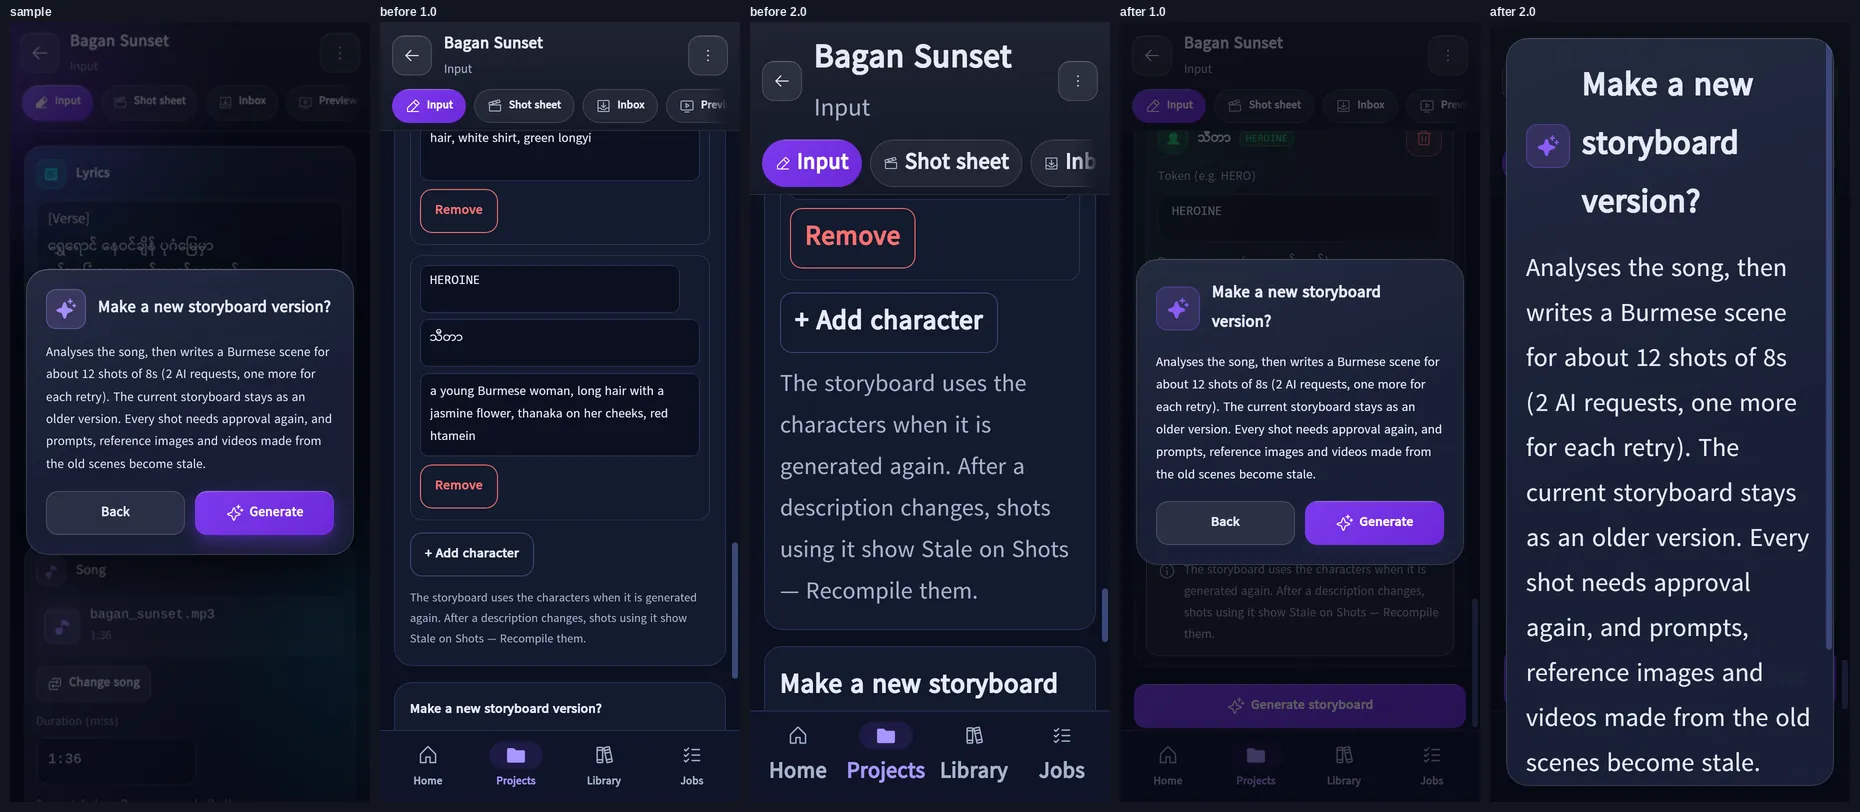 sample
Bagan Sunset
Input
Input
Shot sheet
Inbox
Preview
Lyrics
[Verse]
ရွှေရောင် နေဝင်ချိန် ပုဂံမြေမှာ
Make a new storyboard version?
Analyses the song, then writes a Burmese scene for
about 12 shots of 8s (2 AI requests, one more for
each retry). The current storyboard stays as an
older version. Every shot needs approval again, and
prompts, reference images and videos made from
the old scenes become stale.
Back
Generate
Song
bagan_sunset.mp3
1:36
Change song
Duration (m:ss)
1:36
before 1.0
Bagan Sunset
Input
Input
Shot sheet
Inbox
Previ
hair, white shirt, green longyi
Remove
HEROINE
သီတာ
a young Burmese woman, long hair with a
jasmine flower, thanaka on her cheeks, red
htamein
Remove
+ Add character
The storyboard uses the characters when it is generated
again. After a description changes, shots using it show
Stale on Shots — Recompile them.
Make a new storyboard version?
Home
Projects
Library
Jobs
before 2.0
Bagan Sunset
Input
Input
Shot sheet
Inb
Remove
+ Add character
The storyboard uses the
characters when it is
generated again. After a
description changes, shots
using it show Stale on Shots
— Recompile them.
Make a new storyboard
Home
Projects
Library
Jobs
after 1.0
Bagan Sunset
Input
Input
Shot sheet
Inbox
Prev
သီတာ
HEROINE
Token (e.g. HERO)
HEROINE
Make a new storyboard
version?
Analyses the song, then writes a Burmese scene for
about 12 shots of 8s (2 AI requests, one more for
each retry). The current storyboard stays as an
older version. Every shot needs approval again, and
prompts, reference images and videos made from
the old scenes become stale.
Back
Generate
The storyboard uses the characters when it is
generated again. After a description changes,
shots using it show Stale on Shots — Recompile
them.
Generate storyboard
Home
Projects
Library
Jobs
after 2.0
Make a new
storyboard
version?
Analyses the song, then
writes a Burmese scene
for about 12 shots of 8s
(2 AI requests, one more
for each retry). The
current storyboard stays
as an older version. Every
shot needs approval
again, and prompts,
reference images and
videos made from the old
scenes become stale.